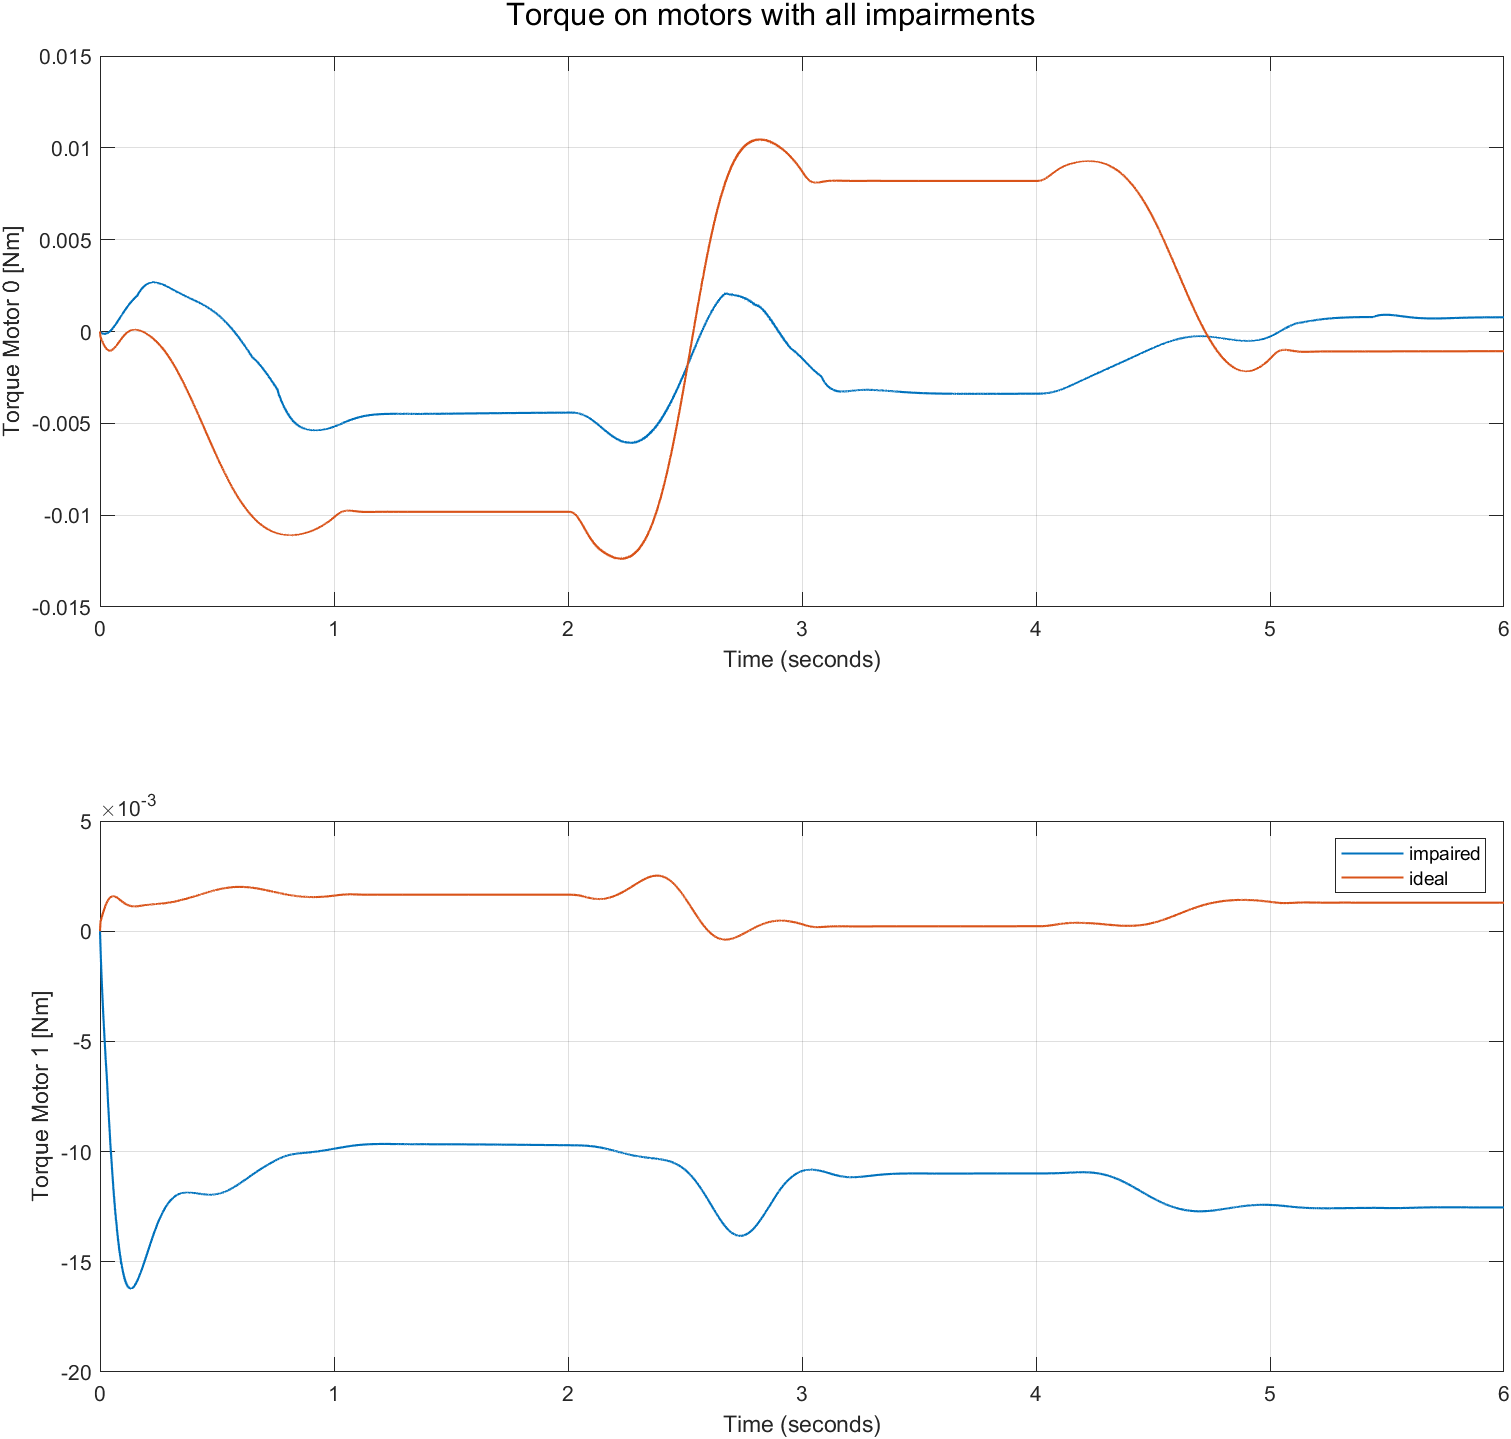 Torque on motors with all impairments
0.015
0.01
0.005
0
-0.005
-0.01
-0.015
Torque Motor 0 [Nm]
0 1 2 3 4 5 6
Time (seconds)
×10-3
5
0
-5
-10
-15
-20
Torque Motor 1 [Nm]
impaired
ideal
0 1 2 3 4 5 6
Time (seconds)